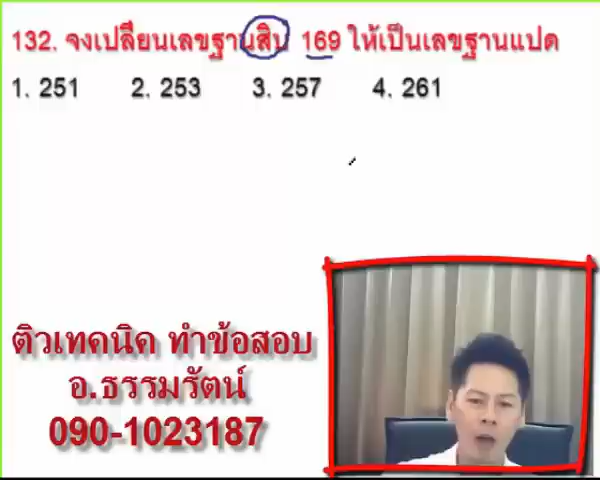 132. จงเปลี่ยนเลขฐานสิบ 169 ให้เป็นเลขฐานแปด
1. 251 2. 253 3. 257 4. 261
ติวเทคนิค ทำข้อสอบ
อ.ธรรมรัตน์
090-1023187